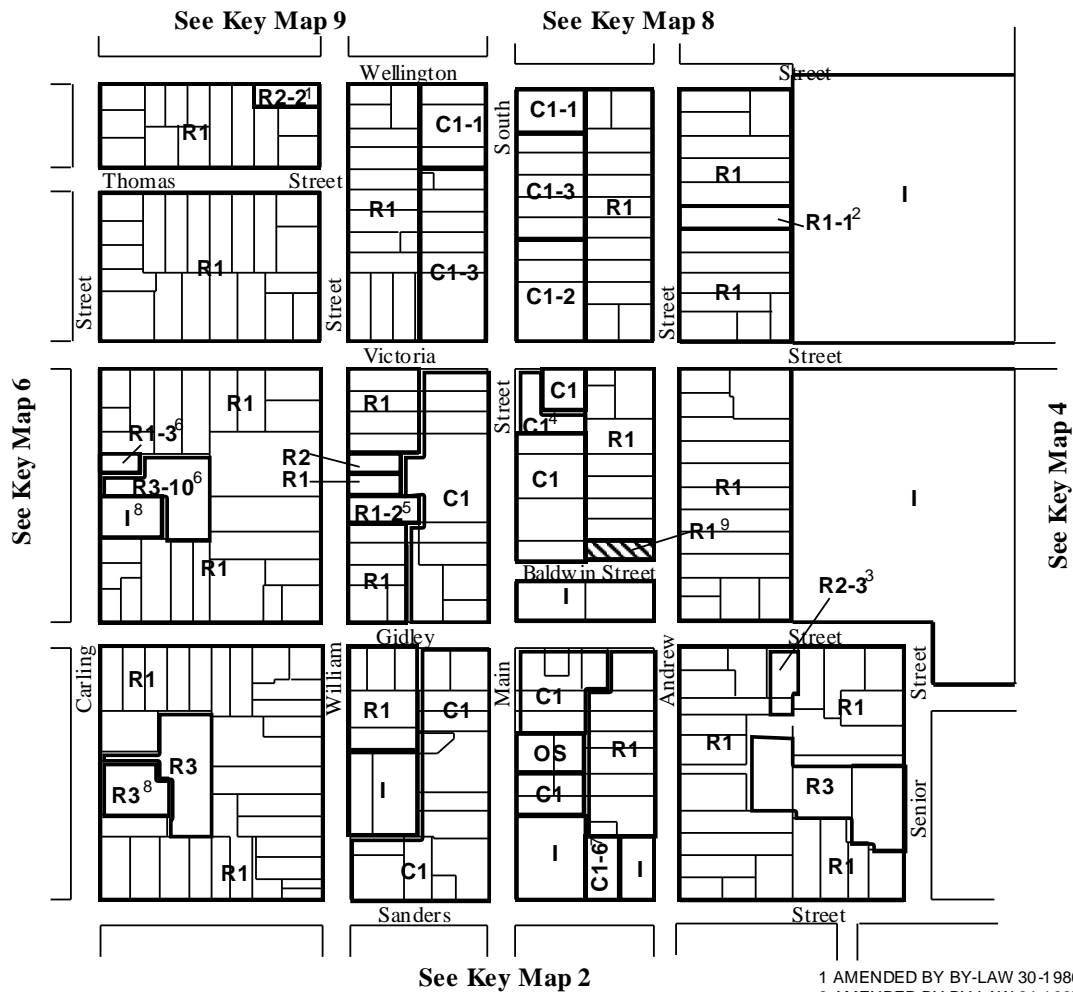 See Key Map 9
See Key Map 8
Wellington Street
R2-2¹
C1-1
C1-1
R1
South
Thomas Street
R1
C1-3
R1
R1
I
R1-1²
R1
C1-3
C1-2
R1
Street
Street
Street
Victoria Street
See Key Map 6
See Key Map 4
R1
R1
Street
C1
C1⁴
R1
R1-3⁶
R2
R1
R3-10⁶
C1
C1
R1
I
I⁸
R1-2⁵
R1⁹
R1
R1
Baldwin Street
R2-3³
I
Gidley Street
Carling
William
Main
Andrew
Street
R1
R1
C1
C1
R1
R1
R1
OS
R3
R3⁸
I
C1
R3
Senior
R1
C1
I
C1-6⁷
I
R1
Sanders Street
See Key Map 2
1 AMENDED BY BY-LAW 30-1986